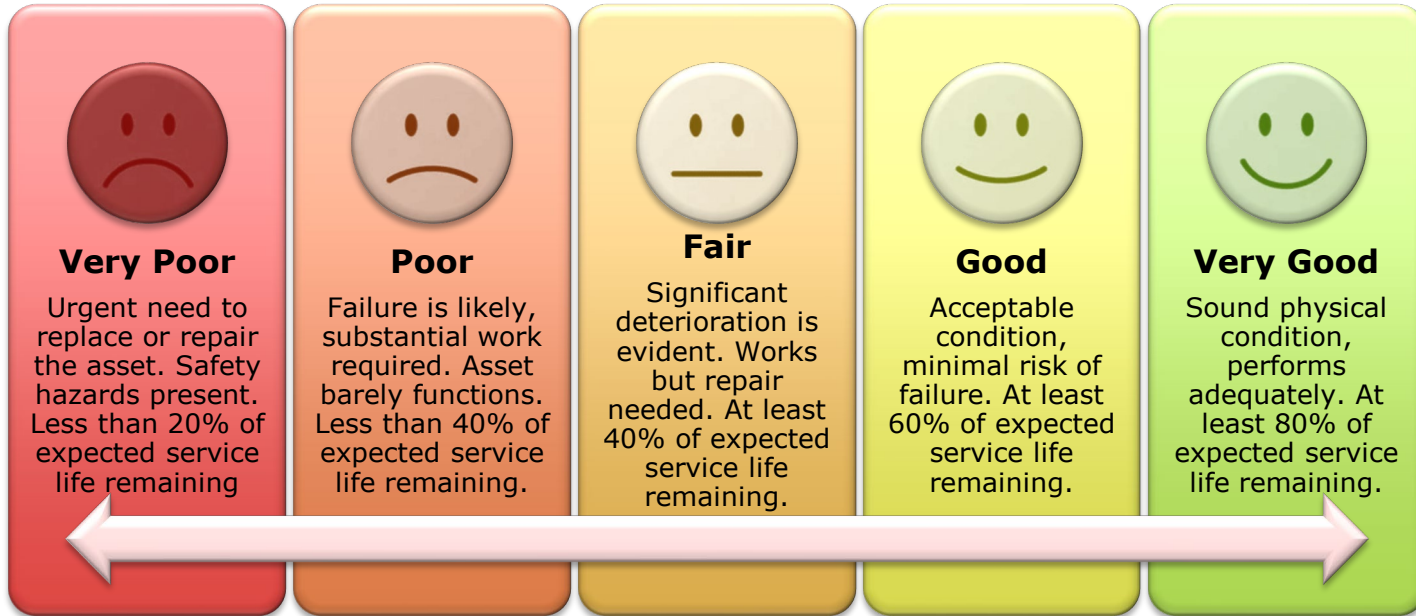 Very Poor
Urgent need to
replace or repair
the asset. Safety
hazards present.
Less than 20% of
expected service
life remaining
Poor
Failure is likely,
substantial work
required. Asset
barely functions.
Less than 40% of
expected service
life remaining.
Fair
Significant
deterioration is
evident. Works
but repair
needed. At least
40% of expected
service life
remaining.
Good
Acceptable
condition,
minimal risk of
failure. At least
60% of expected
service life
remaining.
Very Good
Sound physical
condition,
performs
adequately. At
least 80% of
expected service
life remaining.